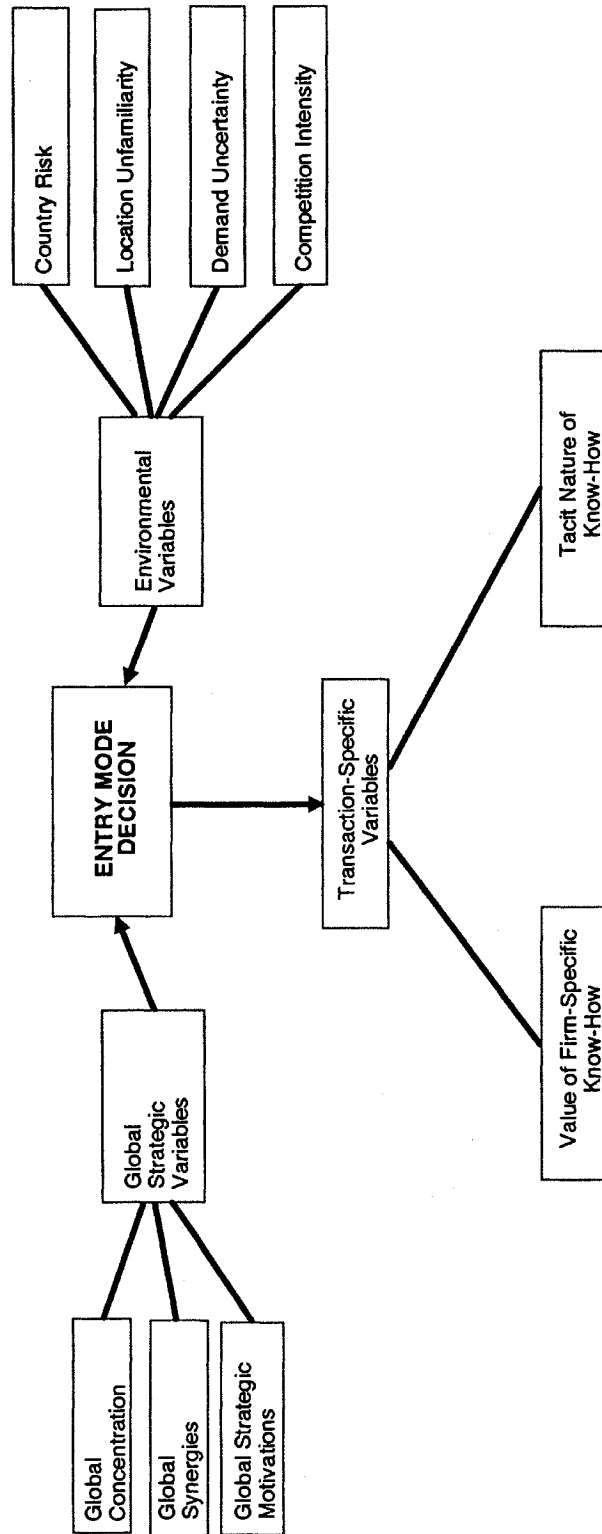 Global
Concentration
Global
Synergies
Global Strategic
Motivations
Global
Strategic
Variables
ENTRY MODE
DECISION
Environmental
Variables
Country Risk
Location Unfamiliarity
Demand Uncertainty
Competition Intensity
Transaction-Specific
Variables
Value of Firm-Specific
Know-How
Tacit Nature of
Know-How